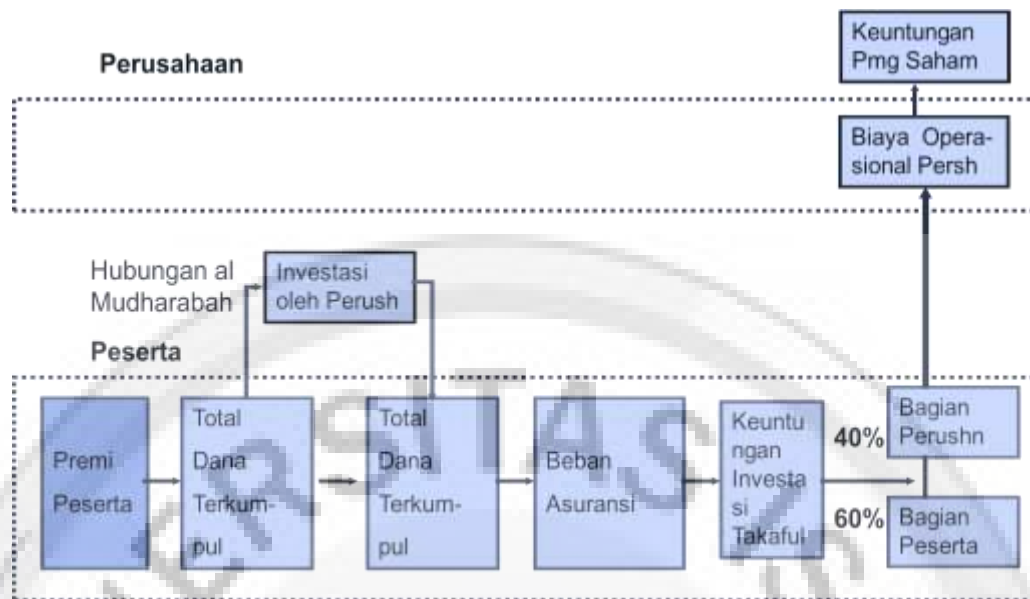 Keuntungan
Pmg Saham
Perusahaan
Biaya Opera-
sional Persh
Hubungan al
Mudharabah
Investasi
oleh Perush
Peserta
Premi
Peserta
Total
Dana
Terkum-
pul
Total
Dana
Terkum-
pul
Beban
Asuransi
Keuntu
ngan
Investa
si
Takaful
40%
60%
Bagian
Perushn
Bagian
Peserta
ERSITAS IS